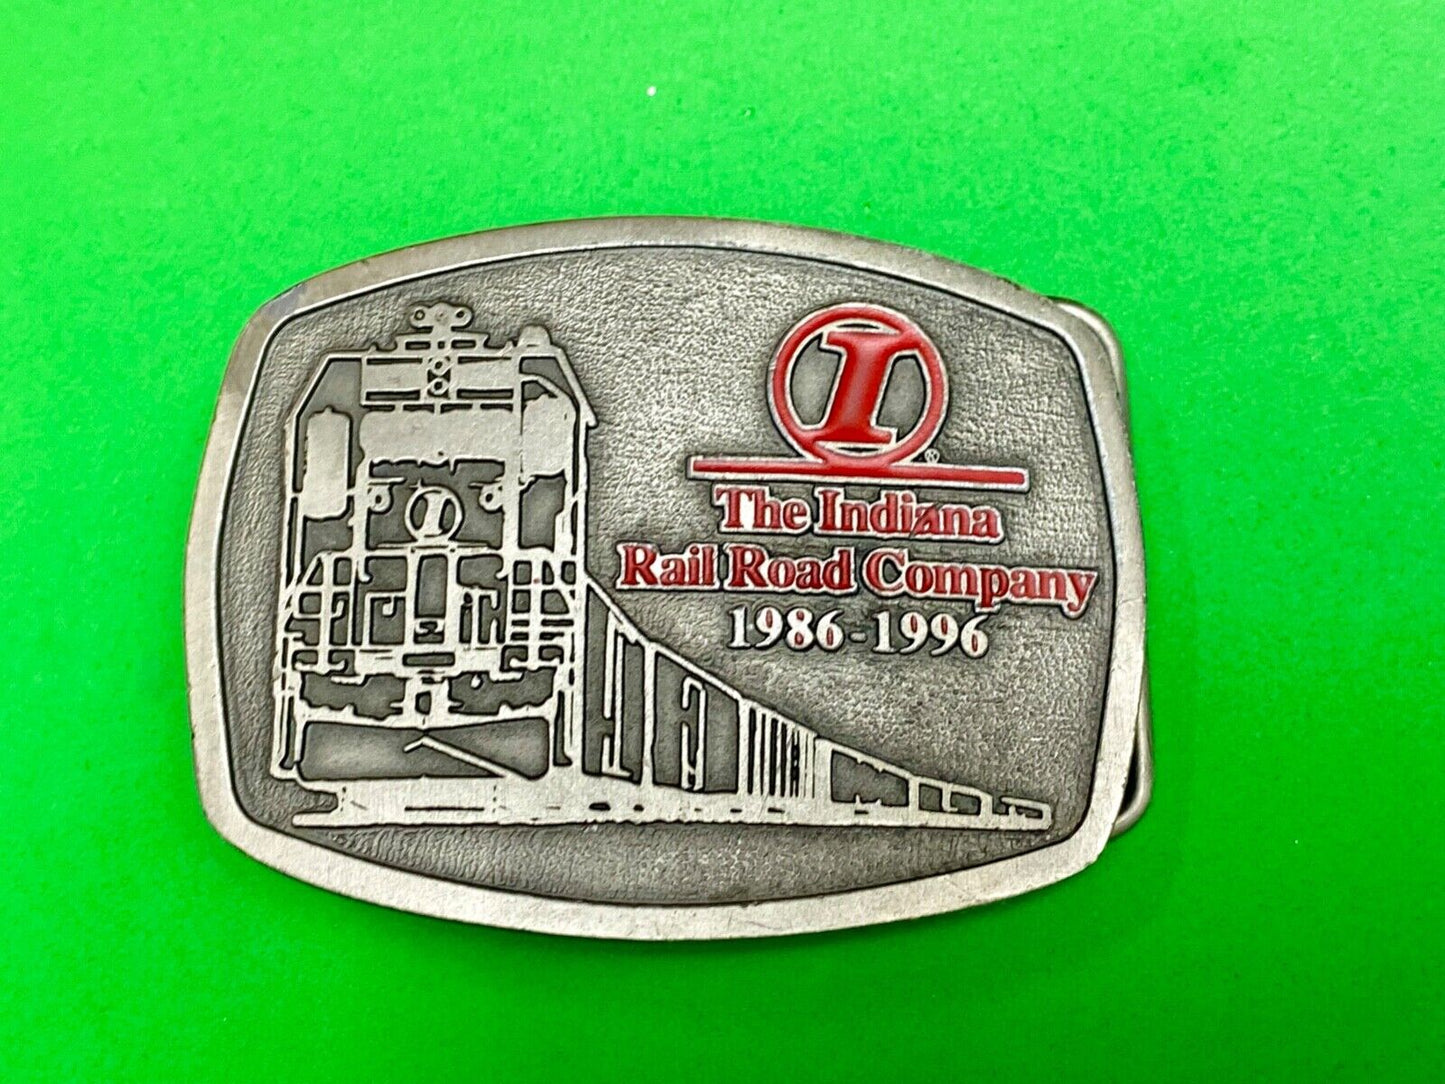 I
®
The Indiana
Rail Road Company
1986-1996
I